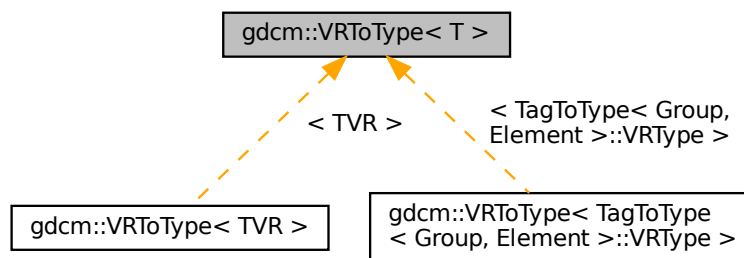 gdcm::VRToType< T >
< TVR >
< TagToType< Group,
Element >::VRType >
gdcm::VRToType< TVR >
gdcm::VRToType< TagToType
< Group, Element >::VRType >